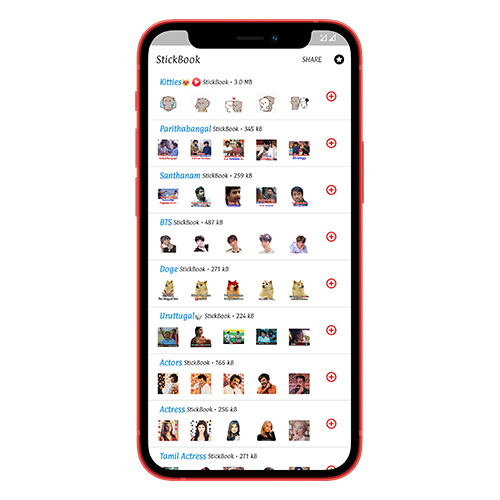 StickBook SHARE
Kitties😻 StickBook • 3.0 MB
Parithabangal StickBook • 345 kB
Santhanam StickBook • 259 kB
BTS StickBook • 487 kB
Doge StickBook • 271 kB
Uruttugal🎲 StickBook • 224 kB
Actors StickBook • 166 kB
Actress StickBook • 256 kB
Tamil Actress StickBook • 271 kB